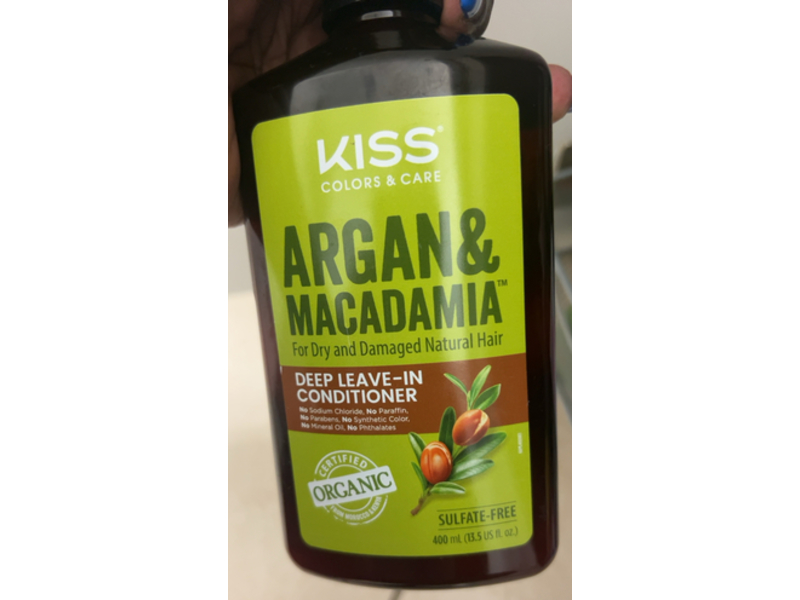 KISS®
COLORS & CARE
ARGAN&
MACADAMIA™
For Dry and Damaged Natural Hair
DEEP LEAVE-IN
CONDITIONER
No Sodium Chloride, No Paraffin,
No Parabens, No Synthetic Color,
No Mineral Oil, No Phthalates
CERTIFIED
ORGANIC
SULFATE-FREE
400 mL (13.5 US fl. oz.)